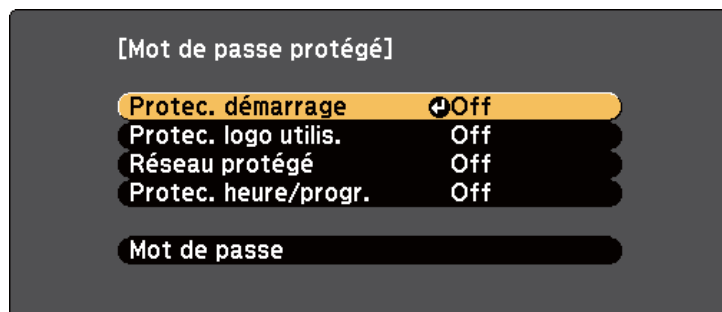 [Mot de passe protégé]
Protec. démarrage Off
Protec. logo utilis. Off
Réseau protégé Off
Protec. heure/progr. Off
Mot de passe